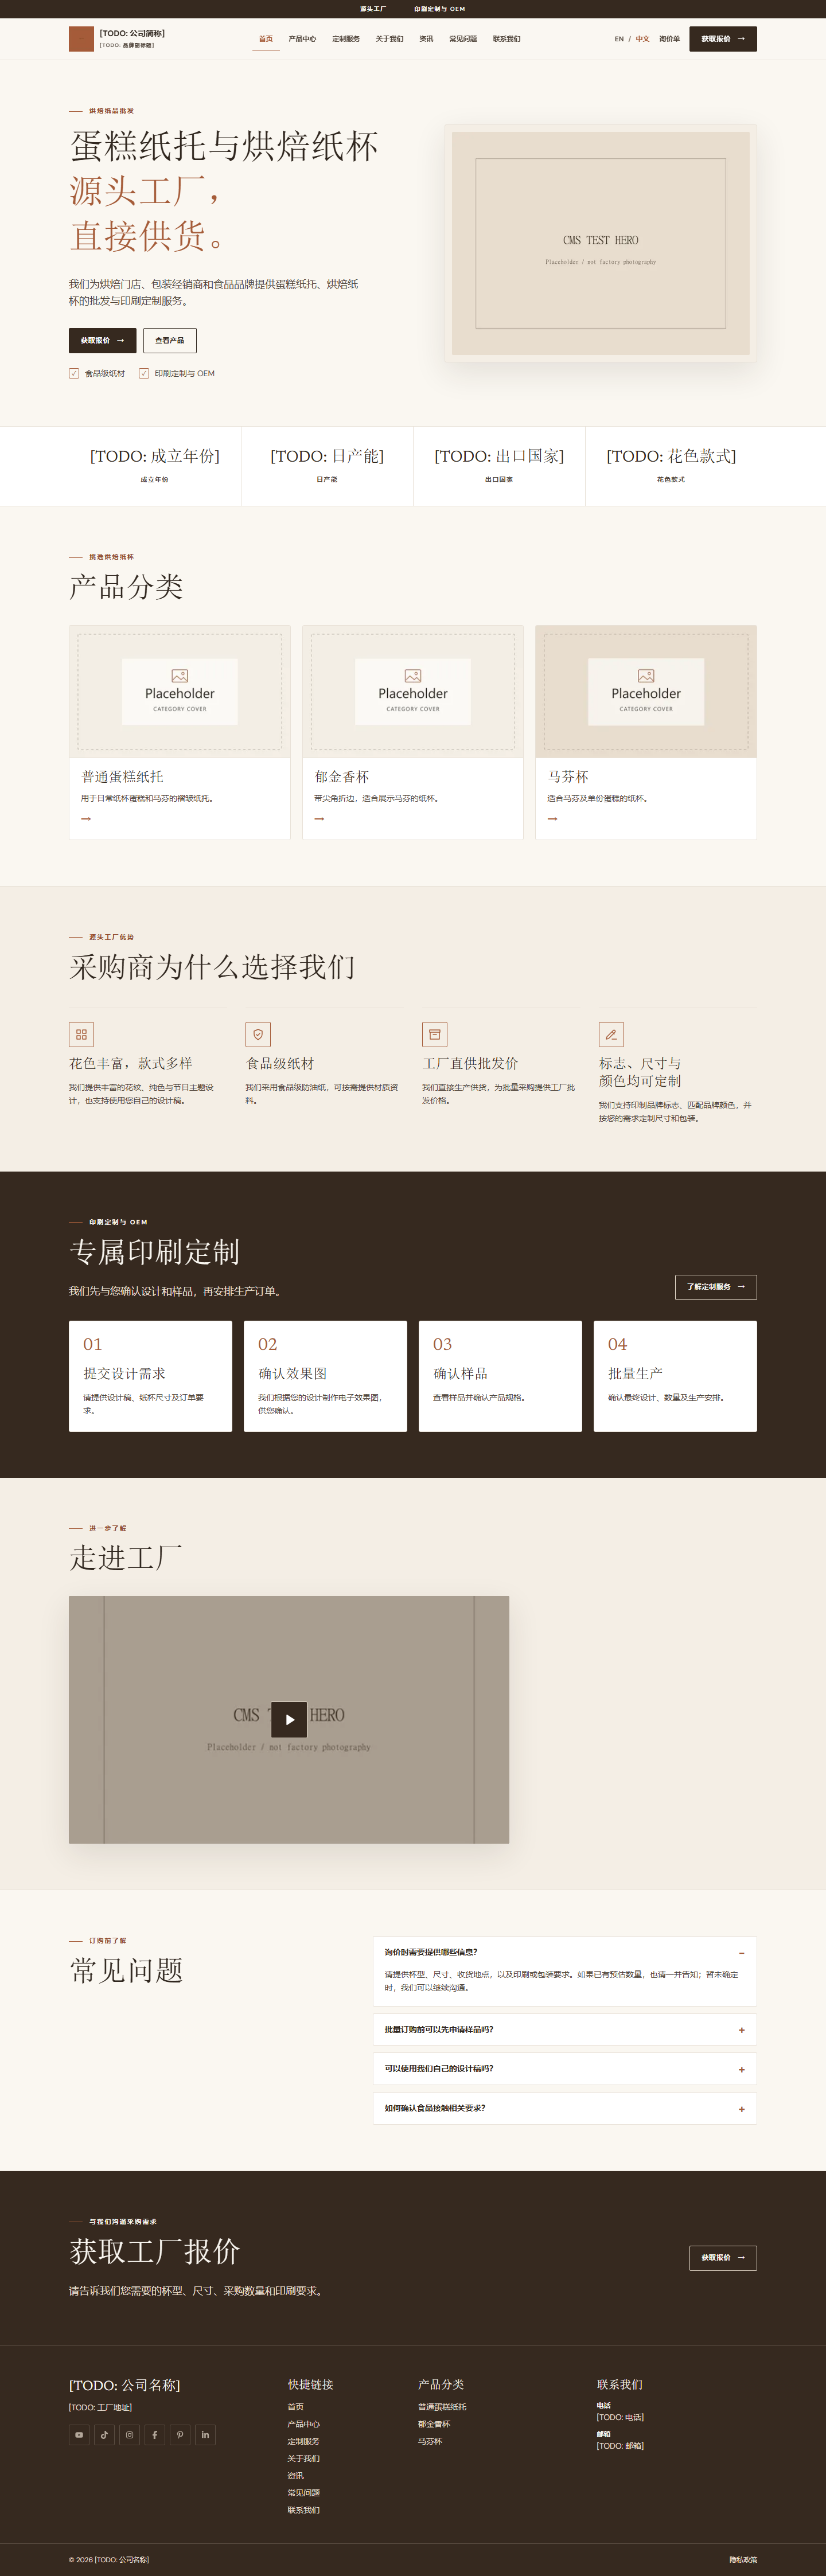 源头工厂 印刷定制与 OEM
[TODO: 公司简称]
[TODO: 品牌副标题]
首页 产品中心 定制服务 关于我们 资讯 常见问题 联系我们
EN / 中文 询价单 获取报价 →
烘焙纸品批发
蛋糕纸托与烘焙纸杯
源头工厂，
直接供货。
我们为烘焙门店、包装经销商和食品品牌提供蛋糕纸托、烘焙纸
杯的批发与印刷定制服务。
获取报价 → 查看产品
食品级纸材 印刷定制与 OEM
CMS TEST HERO
Placeholder / not factory photography
[TODO: 成立年份] [TODO: 日产能] [TODO: 出口国家] [TODO: 花色款式]
成立年份 日产能 出口国家 花色款式
挑选烘焙纸杯
产品分类
Placeholder
CATEGORY COVER
普通蛋糕纸托
用于日常纸杯蛋糕和马芬的褶皱纸托。
→
Placeholder
CATEGORY COVER
郁金香杯
带尖角折边，适合展示马芬的纸杯。
→
Placeholder
CATEGORY COVER
马芬杯
适合马芬及单份蛋糕的纸杯。
→
源头工厂优势
采购商为什么选择我们
花色丰富，款式多样
我们提供丰富的花纹、纯色与节日主题设
计，也支持使用您自己的设计稿。
食品级纸材
我们采用食品级防油纸，可按需提供材质资
料。
工厂直供批发价
我们直接生产供货，为批量采购提供工厂批
发价格。
标志、尺寸与
颜色均可定制
我们支持印制品牌标志、匹配品牌颜色，并
按您的需求定制尺寸和包装。
印刷定制与 OEM
专属印刷定制
我们先与您确认设计和样品，再安排生产订单。
了解定制服务 →
01
提交设计需求
请提供设计稿、纸杯尺寸及订单要
求。
02
确认效果图
我们根据您的设计制作电子效果图，
供您确认。
03
确认样品
查看样品并确认产品规格。
04
批量生产
确认最终设计、数量及生产安排。
进一步了解
走进工厂
CMS T HERO
Placeholder / not factory photography
订购前了解
常见问题
询价时需要提供哪些信息？ −
请提供杯型、尺寸、收货地点，以及印刷或包装要求。如果已有预估数量，也请一并告知；暂未确定
时，我们可以继续沟通。
批量订购前可以先申请样品吗？ +
可以使用我们自己的设计稿吗？ +
如何确认食品接触相关要求？ +
与我们沟通采购需求
获取工厂报价
请告诉我们您需要的杯型、尺寸、采购数量和印刷要求。
获取报价 →
[TODO: 公司名称]
[TODO: 工厂地址]
快捷链接
首页
产品中心
定制服务
关于我们
资讯
常见问题
联系我们
产品分类
普通蛋糕纸托
郁金香杯
马芬杯
联系我们
电话
[TODO: 电话]
邮箱
[TODO: 邮箱]
© 2026 [TODO: 公司名称]
隐私政策